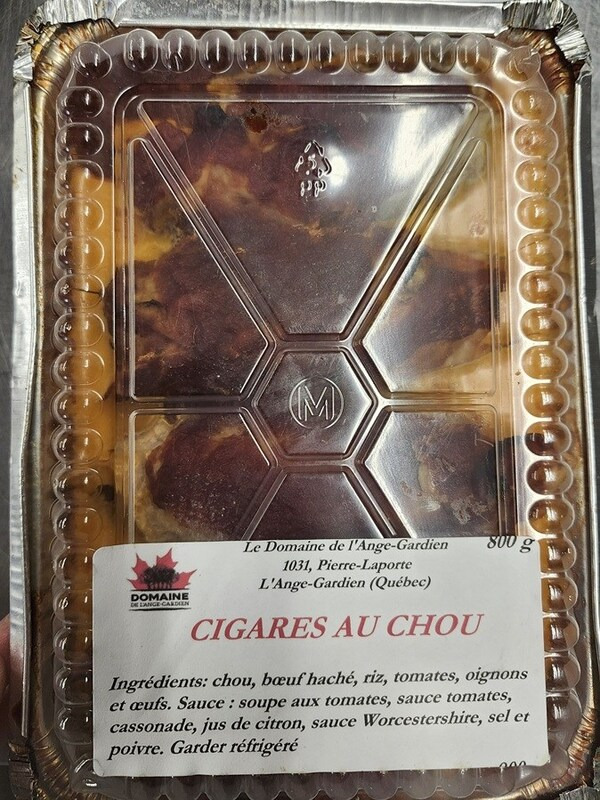 M
Le Domaine de l'Ange-Gardien 800 g
1031, Pierre-Laporte
L'Ange-Gardien (Québec)
DOMAINE
DE L'ANGE-GARDIEN
CIGARES AU CHOU
Ingrédients: chou, bœuf haché, riz, tomates, oignons
et œufs. Sauce : soupe aux tomates, sauce tomates,
cassonade, jus de citron, sauce Worcestershire, sel et
poivre. Garder réfrigéré